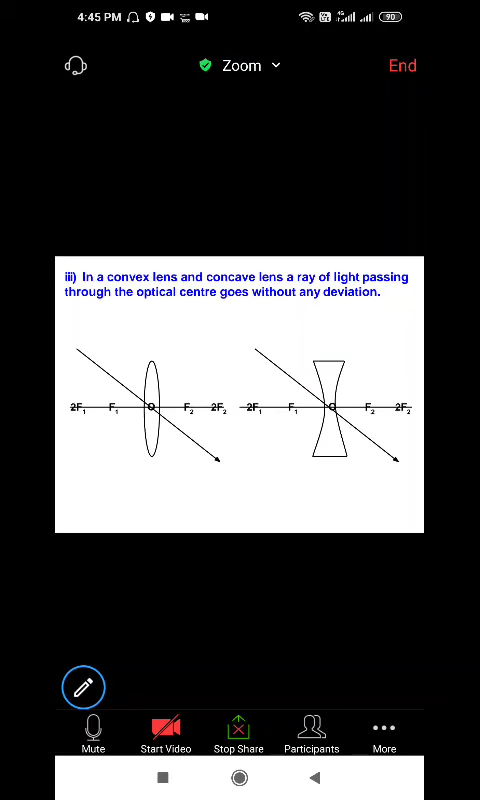 4:45 PM
4G
90
Zoom
End
iii) In a convex lens and concave lens a ray of light passing
through the optical centre goes without any deviation.
2F1 F1 O F2 2F2 2F1 F1 O F2 2F2
Mute Start Video Stop Share Participants More